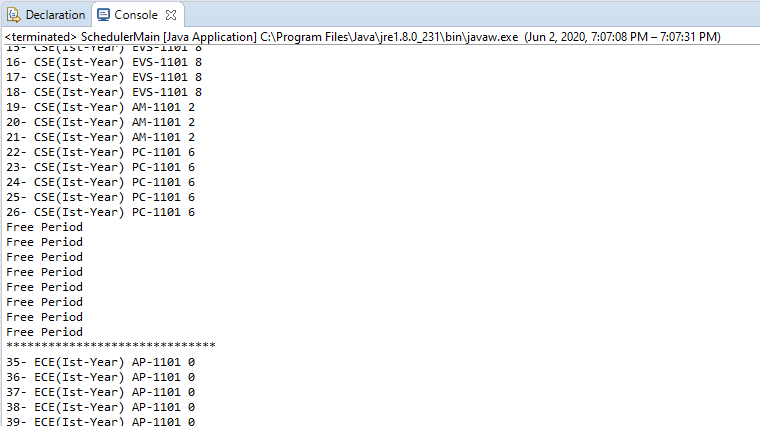 Declaration Console
<terminated> SchedulerMain [Java Application] C:\Program Files\Java\jre1.8.0_231\bin\javaw.exe (Jun 2, 2020, 7:07:08 PM – 7:07:31 PM)
15- CSE(Ist-Year) EVS-1101 8
16- CSE(Ist-Year) EVS-1101 8
17- CSE(Ist-Year) EVS-1101 8
18- CSE(Ist-Year) EVS-1101 8
19- CSE(Ist-Year) AM-1101 2
20- CSE(Ist-Year) AM-1101 2
21- CSE(Ist-Year) AM-1101 2
22- CSE(Ist-Year) PC-1101 6
23- CSE(Ist-Year) PC-1101 6
24- CSE(Ist-Year) PC-1101 6
25- CSE(Ist-Year) PC-1101 6
26- CSE(Ist-Year) PC-1101 6
Free Period
Free Period
Free Period
Free Period
Free Period
Free Period
Free Period
Free Period
******************************
35- ECE(Ist-Year) AP-1101 0
36- ECE(Ist-Year) AP-1101 0
37- ECE(Ist-Year) AP-1101 0
38- ECE(Ist-Year) AP-1101 0
39- ECE(Ist-Year) AP-1101 0